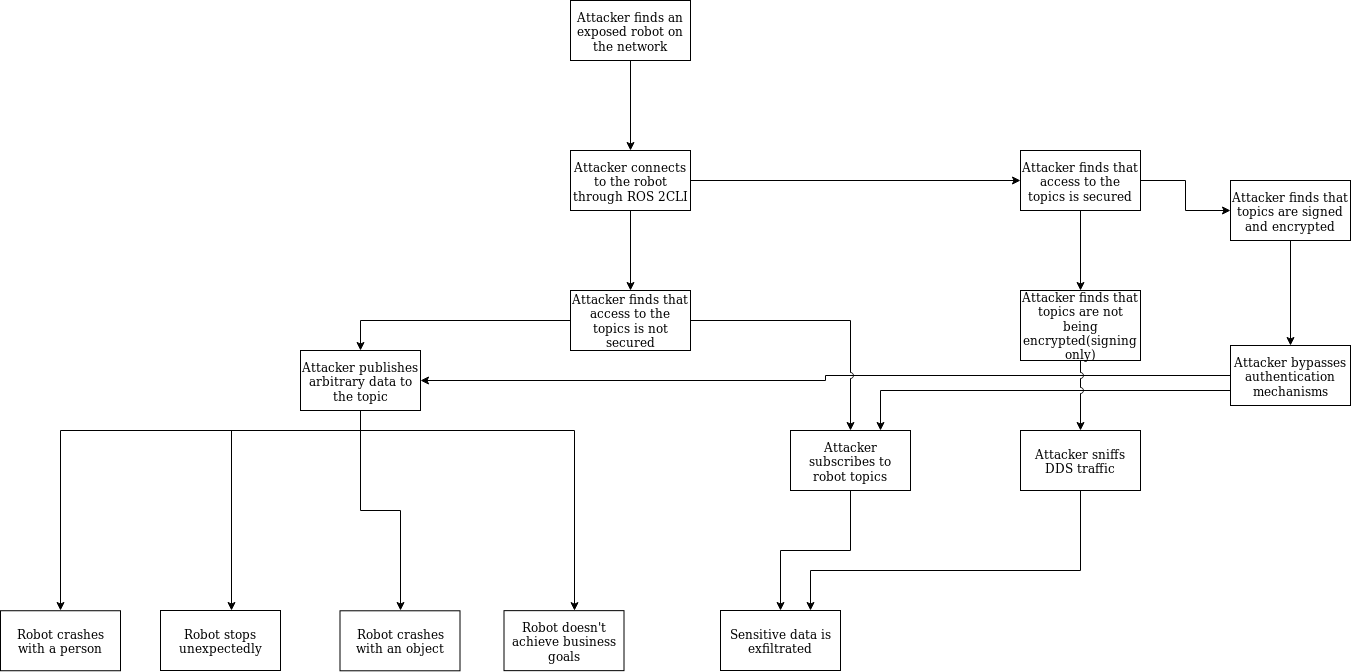 Attacker finds an
exposed robot on
the network
Attacker connects
to the robot
through ROS 2CLI
Attacker finds that
access to the
topics is secured
Attacker finds that
topics are signed
and encrypted
Attacker finds that
access to the
topics is not
secured
Attacker finds that
topics are not
being
encrypted(signing
only)
Attacker publishes
arbitrary data to
the topic
Attacker bypasses
authentication
mechanisms
Attacker
subscribes to
robot topics
Attacker sniffs
DDS traffic
Robot crashes
with a person
Robot stops
unexpectedly
Robot crashes
with an object
Robot doesn't
achieve business
goals
Sensitive data is
exfiltrated